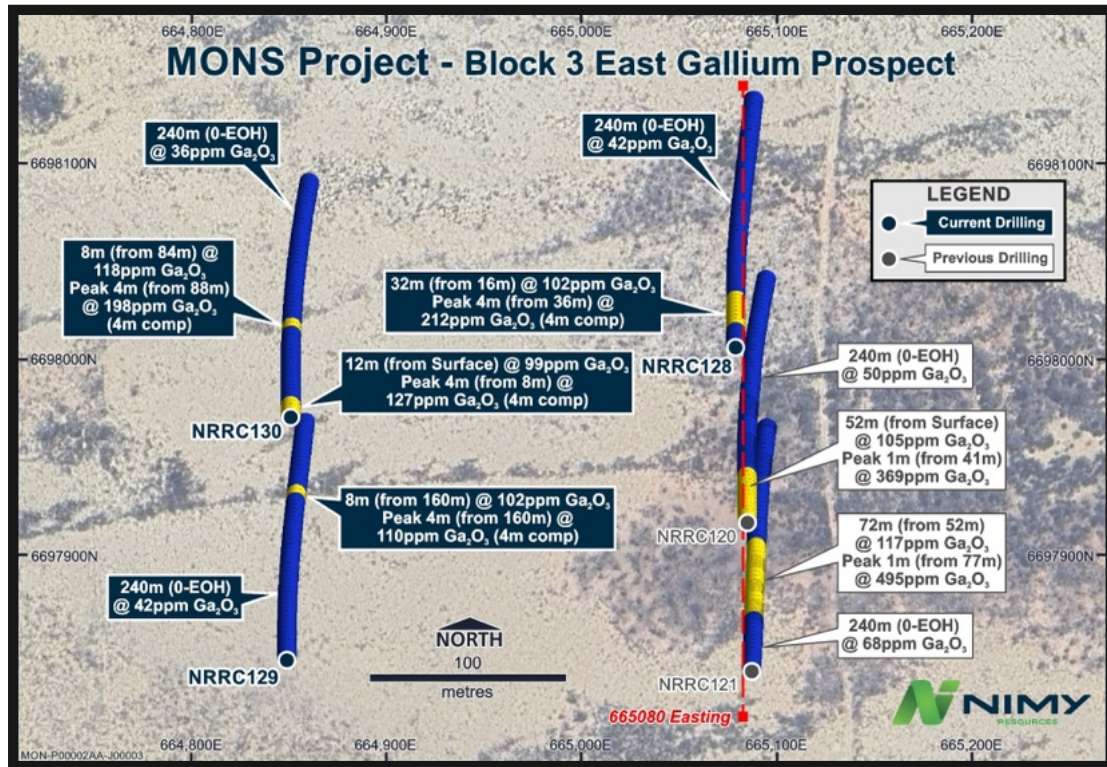 664,800E 664,900E 665,000E 665,100E 665,200E
MONS Project - Block 3 East Gallium Prospect
240m (0-EOH)
@ 36ppm Ga₂O₃
240m (0-EOH)
@ 42ppm Ga₂O₃
6698100N
6698100N
LEGEND
Current Drilling
Previous Drilling
8m (from 84m) @
118ppm Ga₂O₃
Peak 4m (from 88m)
@ 198ppm Ga₂O₃
(4m comp)
32m (from 16m) @ 102ppm Ga₂O₃
Peak 4m (from 36m) @
212ppm Ga₂O₃ (4m comp)
6698000N
6698000N
NRRC128
12m (from Surface) @ 99ppm Ga₂O₃
Peak 4m (from 8m) @
127ppm Ga₂O₃ (4m comp)
240m (0-EOH)
@ 50ppm Ga₂O₃
NRRC130
52m (from Surface)
@ 105ppm Ga₂O₃
Peak 1m (from 41m)
@ 369ppm Ga₂O₃
8m (from 160m) @ 102ppm Ga₂O₃
Peak 4m (from 160m) @
110ppm Ga₂O₃ (4m comp)
NRRC120
6697900N
6697900N
72m (from 52m)
@ 117ppm Ga₂O₃
Peak 1m (from 77m)
@ 495ppm Ga₂O₃
240m (0-EOH)
@ 42ppm Ga₂O₃
240m (0-EOH)
@ 68ppm Ga₂O₃
NORTH
100
metres
NRRC129
NRRC121
665080 Easting
NIMY
RESOURCES
MON-P00002AA-J00003
664,800E 664,900E 665,000E 665,100E 665,200E